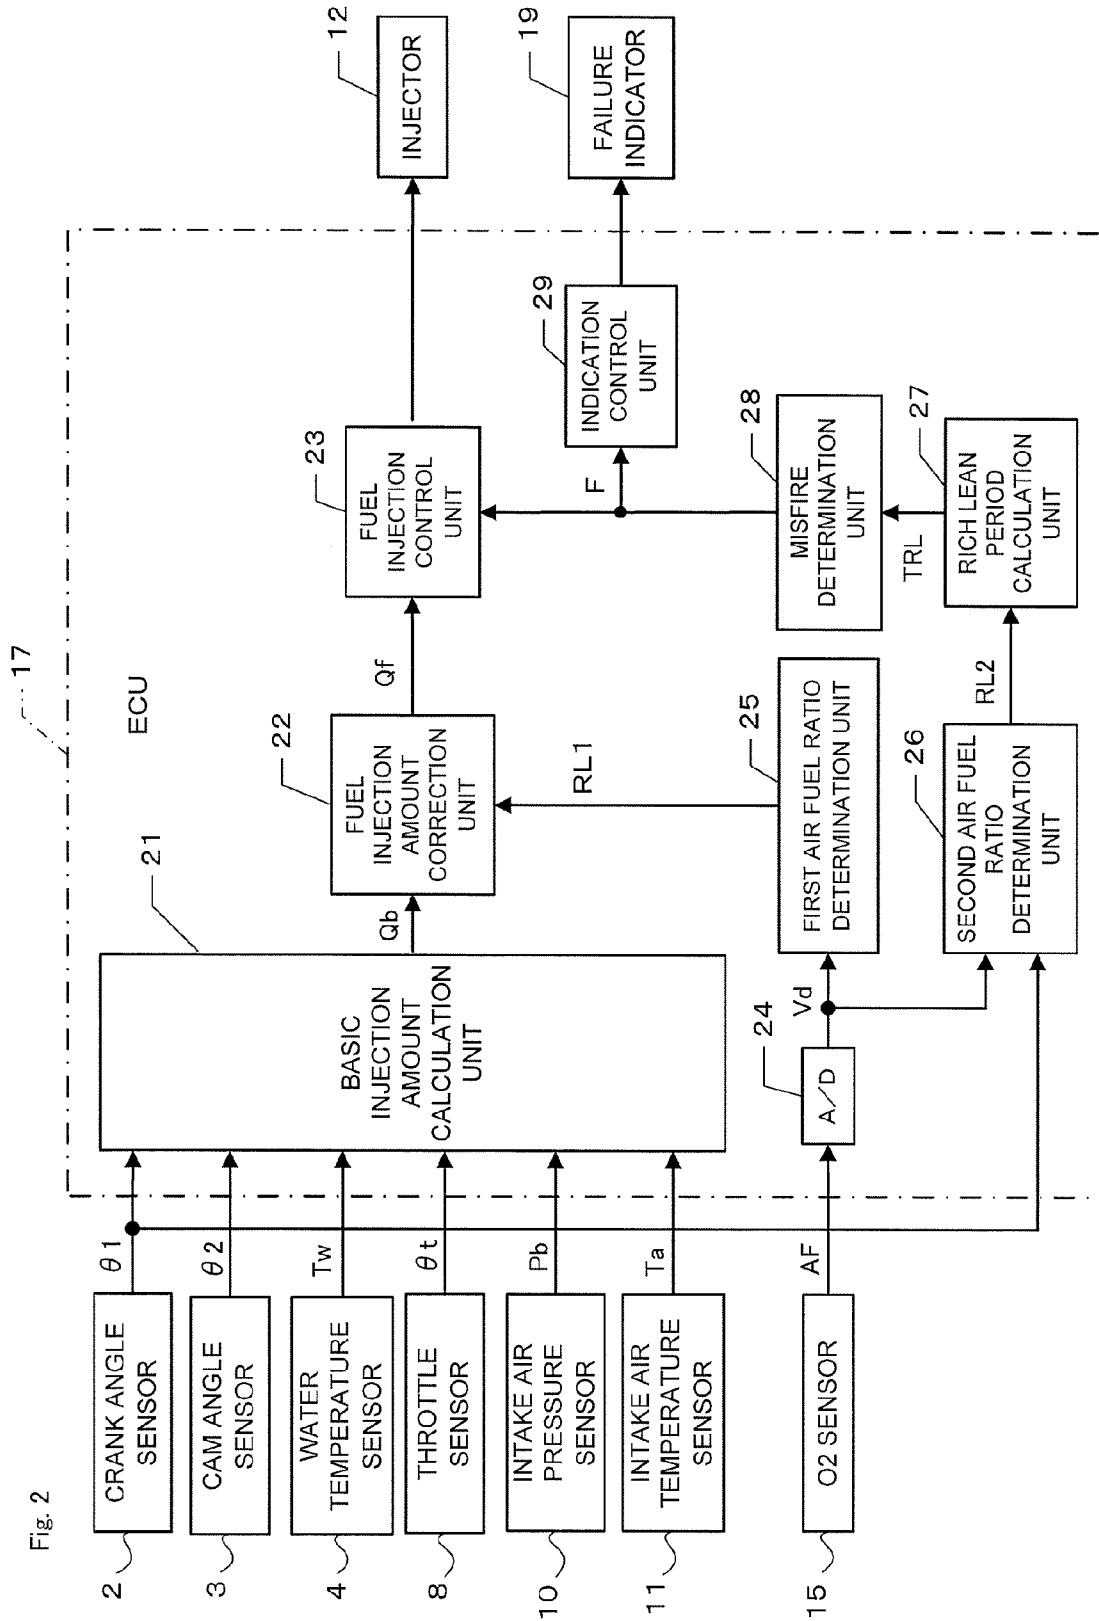 Fig. 2
2
CRANK ANGLE
SENSOR
θ1
3
CAM ANGLE
SENSOR
θ2
4
WATER
TEMPERATURE
SENSOR
Tw
8
THROTTLE
SENSOR
θt
10
INTAKE AIR
PRESSURE
SENSOR
Pb
11
INTAKE AIR
TEMPERATURE
SENSOR
Ta
15
O2 SENSOR
AF
17
ECU
21
BASIC
INJECTION
AMOUNT
CALCULATION
UNIT
Qb
22
FUEL
INJECTION
AMOUNT
CORRECTION
UNIT
Qf
23
FUEL
INJECTION
CONTROL
UNIT
12
INJECTOR
24
A/D
Vd
25
FIRST AIR FUEL RATIO
DETERMINATION UNIT
RL1
26
SECOND AIR FUEL
RATIO
DETERMINATION
UNIT
RL2
27
RICH LEAN
PERIOD
CALCULATION
UNIT
TRL
28
MISFIRE
DETERMINATION
UNIT
F
29
INDICATION
CONTROL
UNIT
19
FAILURE
INDICATOR